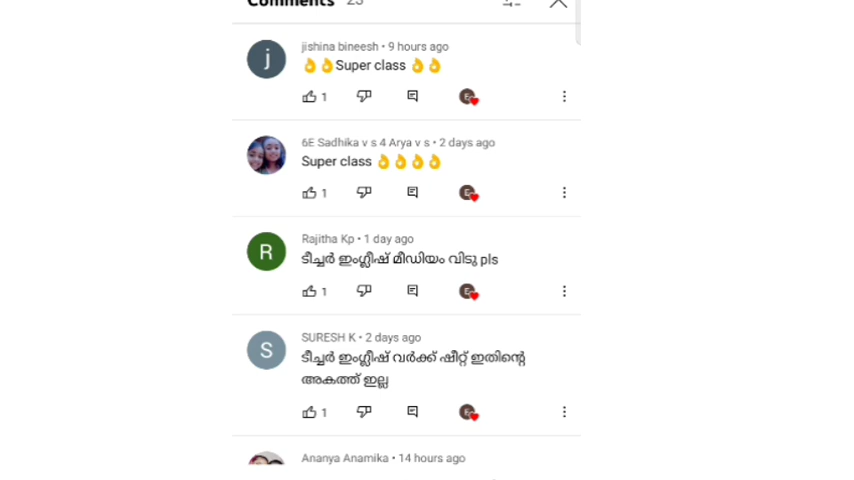 Comments 23
jishina bineesh • 9 hours ago
👌👌Super class 👌👌
1
6E Sadhika v s 4 Arya v s • 2 days ago
Super class 👌👌👌👌
1
Rajitha Kp • 1 day ago
ടീച്ചർ ഇംഗ്ലീഷ് മീഡിയം വിടു pls
1
SURESH K • 2 days ago
ടീച്ചർ ഇംഗ്ലീഷ് വർക്ക് ഷീറ്റ് ഇതിന്റെ
അകത്ത് ഇല്ല
1
Ananya Anamika • 14 hours ago